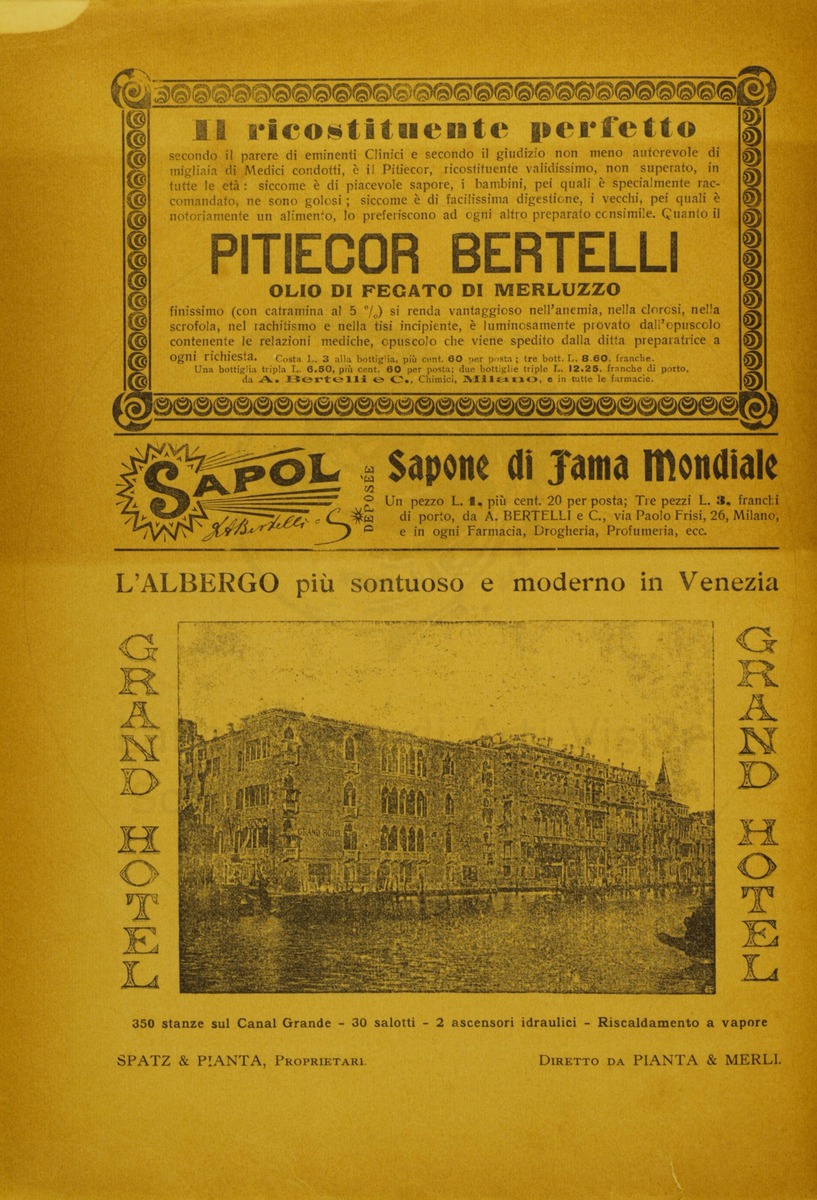 Il ricostituente perfetto
secondo il parere di eminenti Clinici e secondo il giudizio non meno autorevole di
migliaia di Medici condotti, è il Pitiecor, ricostituente validissimo, non superato, in
tutte le età: siccome è di piacevole sapore, i bambini, pei quali è specialmente rac-
comandato, ne sono golosi; siccome è di facilissima digestione, i vecchi, pei quali è
notoriamente un alimento, lo preferiscono ad ogni altro preparato consimile. Quanto il
PITIECOR BERTELLI
OLIO DI FEGATO DI MERLUZZO
finissimo (con catramina al 5 %) si renda vantaggioso nell'anemia, nella clorosi, nella
scrofola, nel rachitismo e nella tisi incipiente, è luminosamente provato dall'opuscolo
contenente le relazioni mediche, opuscolo che viene spedito dalla ditta preparatrice a
ogni richiesta. Costa L. 3 alla bottiglia, più cent. 60 per posta; tre bott. L. 8.60, franche.
Una bottiglia tripla L. 6.50, più cent. 60 per posta; due bottiglie triple L. 12.25, franche di porto,
da A. Bertelli e C., Chimici, Milano, e in tutte le farmacie.
SAPOL
A. Bertelli e C
DÉPOSÉE
Sapone di Fama Mondiale
Un pezzo L. 1, più cent. 20 per posta; Tre pezzi L. 3, franchi
di porto, da A. BERTELLI e C., via Paolo Frisi, 26, Milano,
e in ogni Farmacia, Drogheria, Profumeria, ecc.
L'ALBERGO più sontuoso e moderno in Venezia
GRAND HOTEL
GRAND HOTEL
GRAND HOTEL
350 stanze sul Canal Grande - 30 salotti - 2 ascensori idraulici - Riscaldamento a vapore
SPATZ & PIANTA, PROPRIETARI.
DIRETTO DA PIANTA & MERLI.